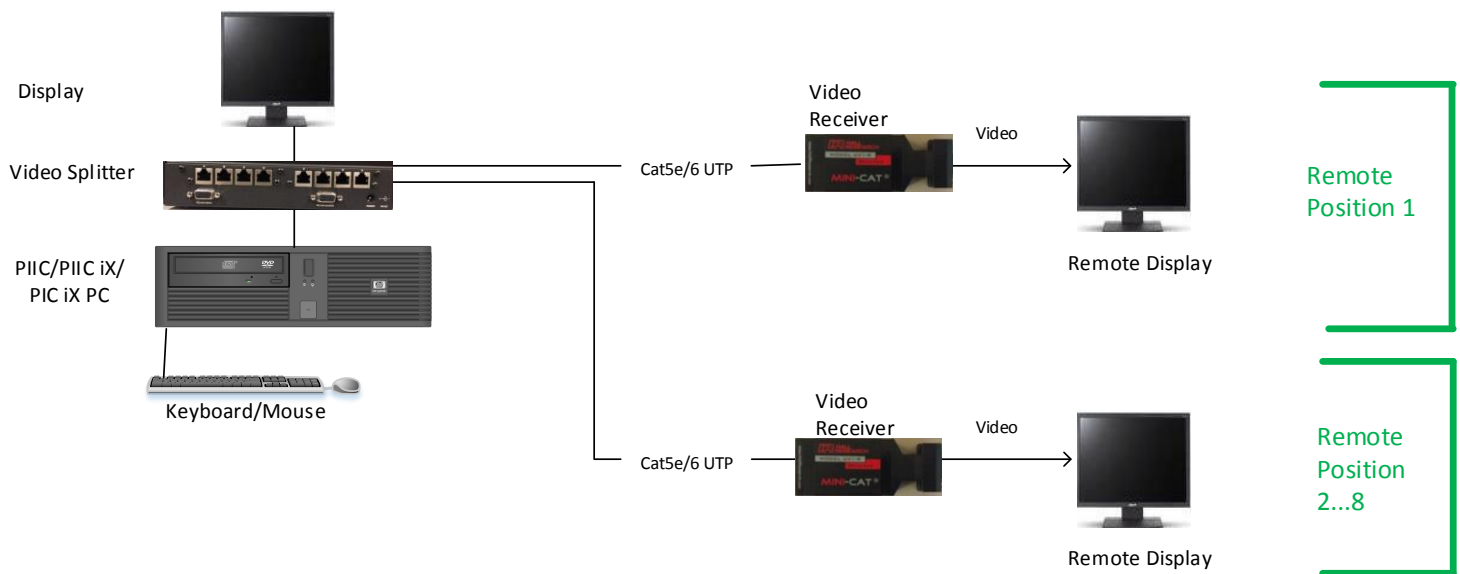 Display
Video Splitter
PIIC/PIIC iX/
PIC iX PC
Keyboard/Mouse
Cat5e/6 UTP
Video
Receiver
MINI-CAT®
Video
Remote Display
Remote
Position 1
Cat5e/6 UTP
Video
Receiver
MINI-CAT®
Video
Remote Display
Remote
Position
2...8